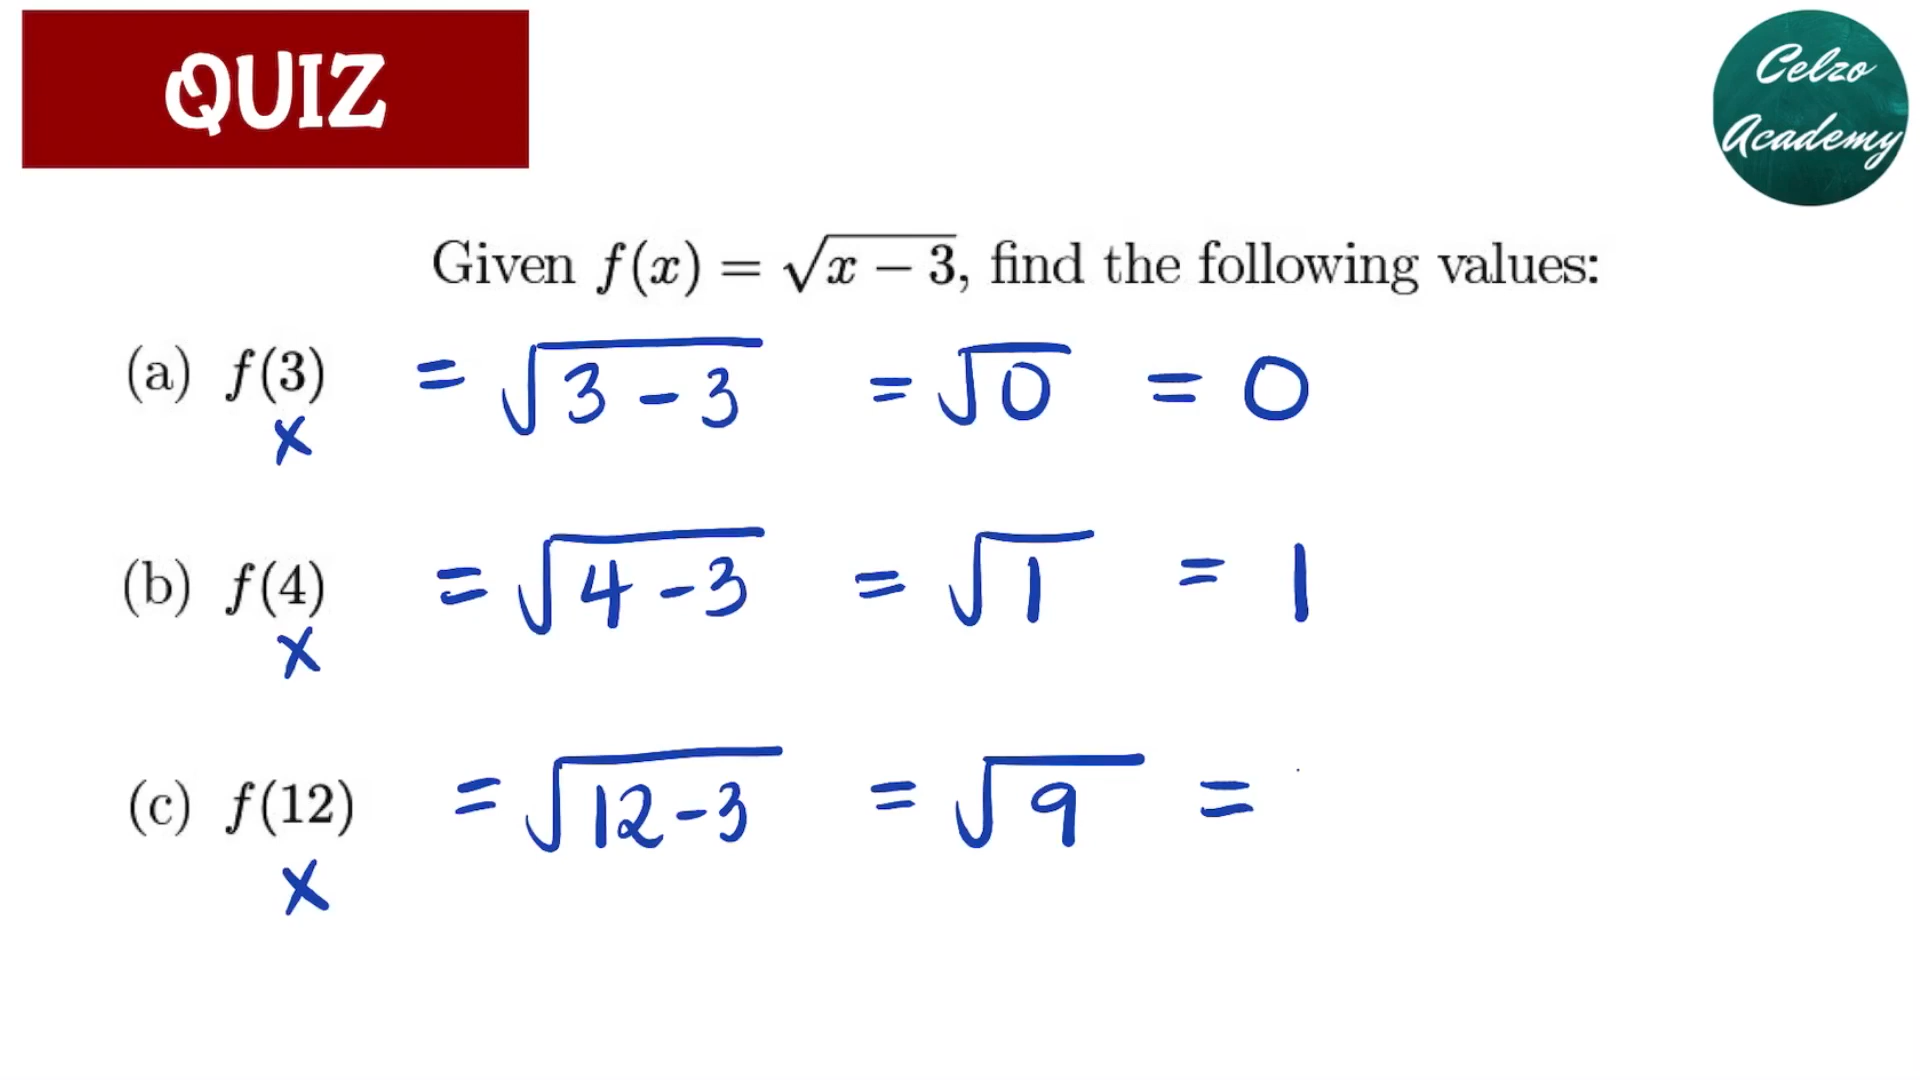 QUIZ
Celzo
Academy
Given f(x) = √(x − 3), find the following values:
(a) f(3) = √(3 − 3) = √0 = 0
x
(b) f(4) = √(4 − 3) = √1 = 1
x
(c) f(12) = √(12 − 3) = √9 =
x